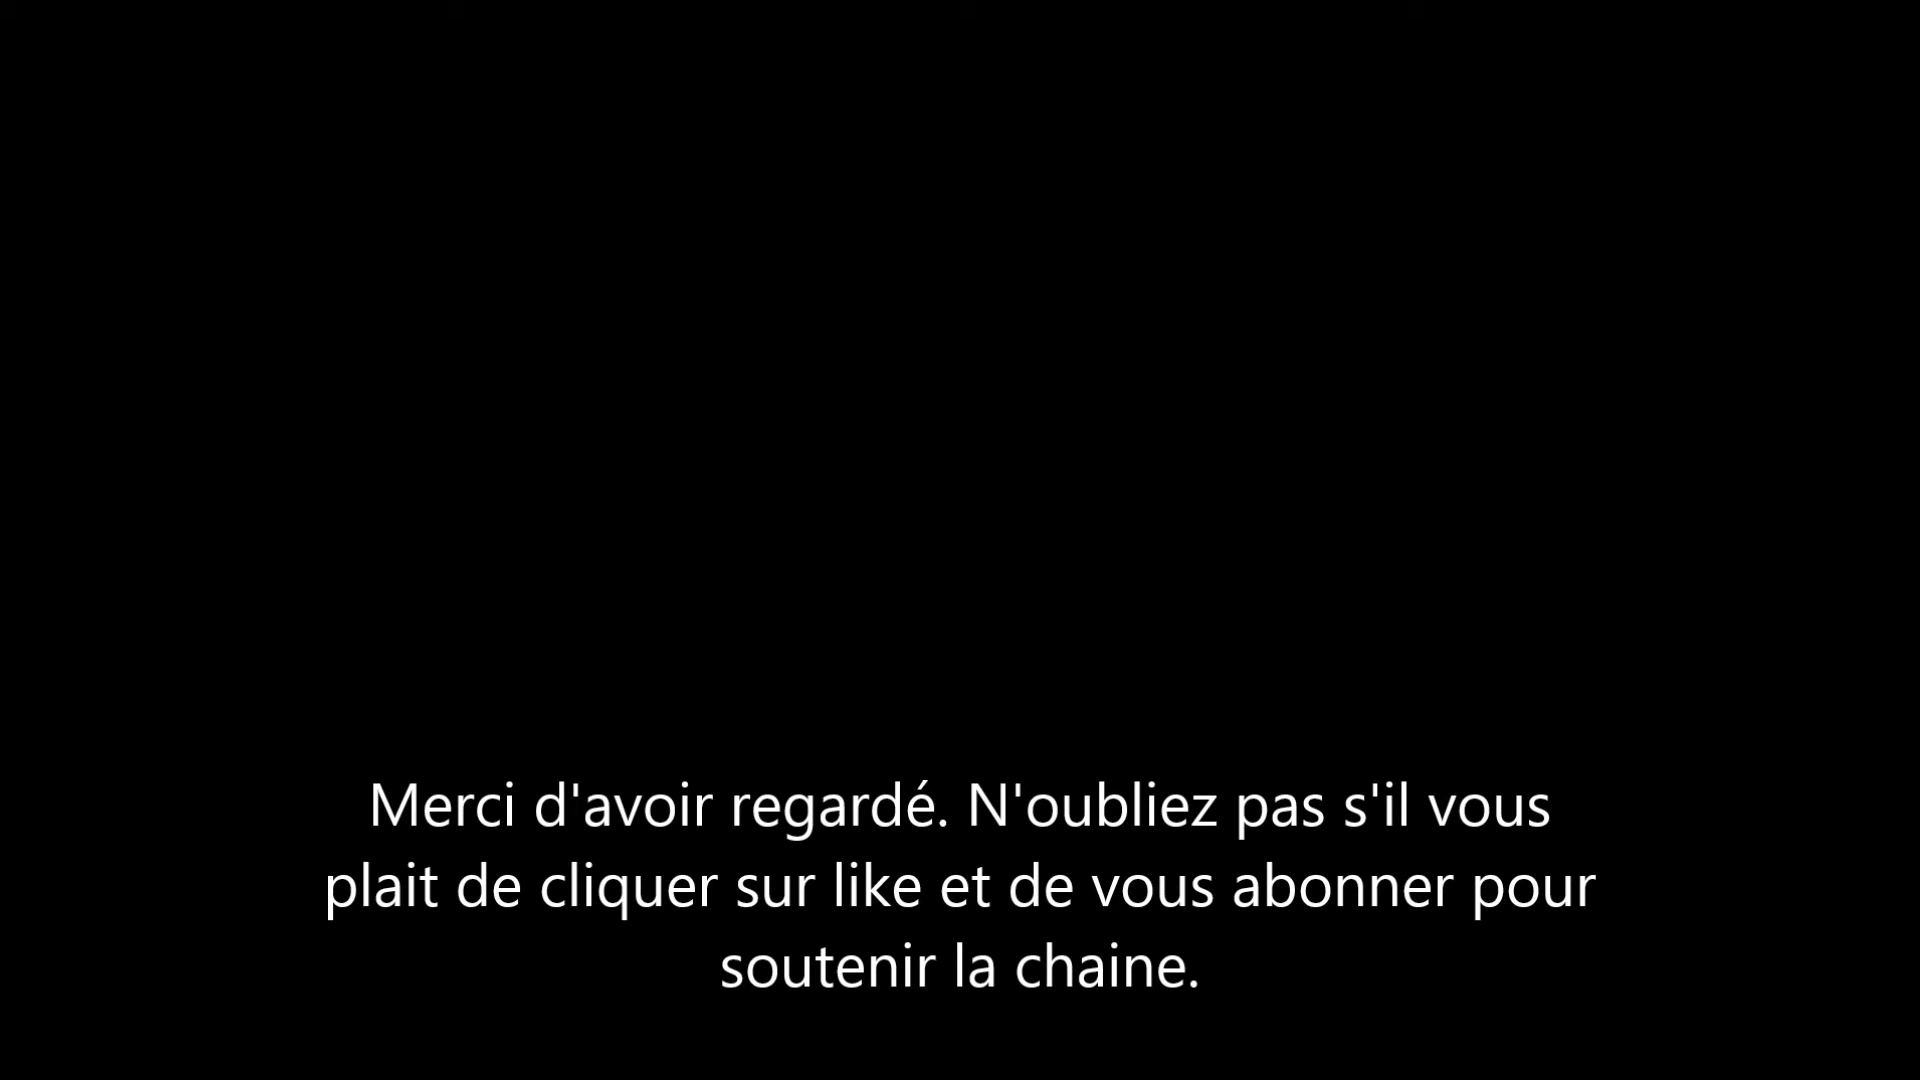 Merci d'avoir regardé. N'oubliez pas s'il vous
plait de cliquer sur like et de vous abonner pour
soutenir la chaine.